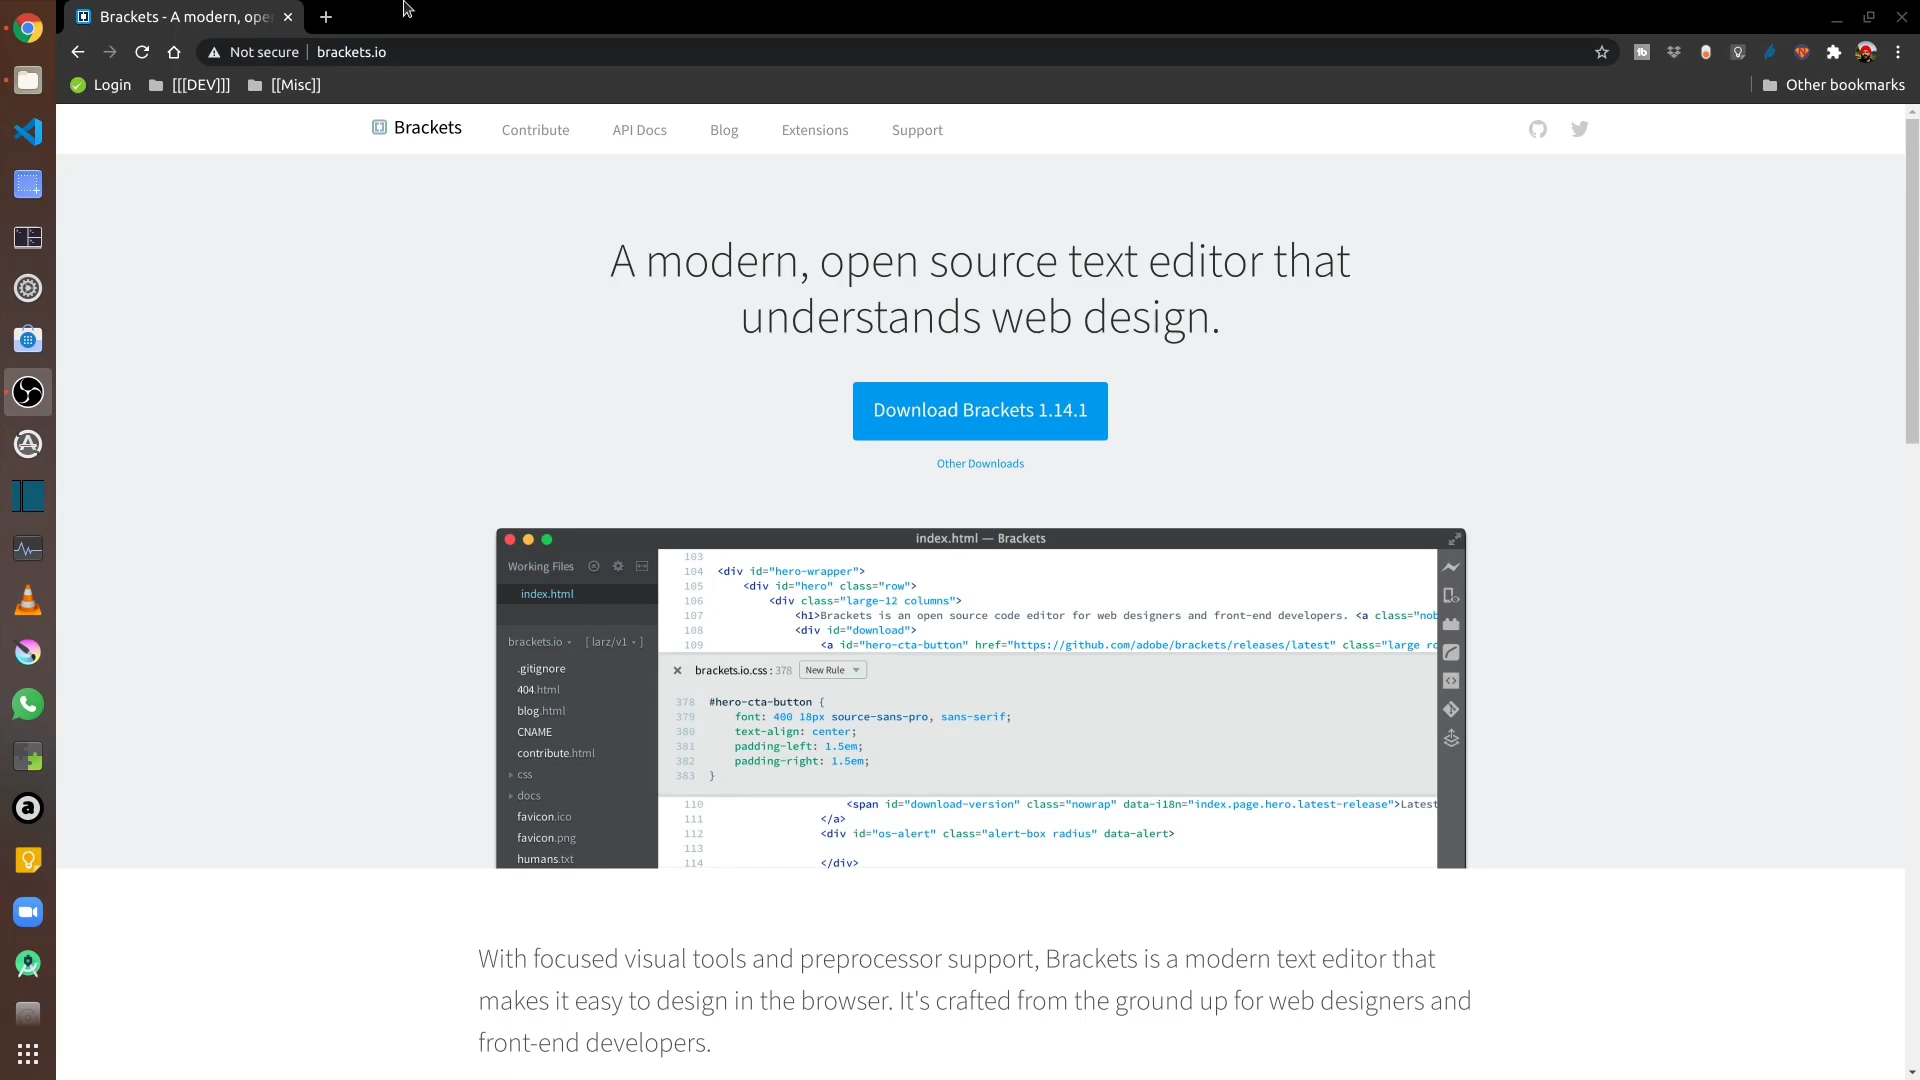 Brackets - A modern, ope
Not secure
brackets.io
Login
[[[DEV]]]
[[Misc]]
Other bookmarks
Brackets
Contribute
API Docs
Blog
Extensions
Support
A modern, open source text editor that
understands web design.
Download Brackets 1.14.1
Other Downloads
index.html — Brackets
Working Files
index.html
brackets.io
[ larz/v1 ]
.gitignore
404.html
blog.html
CNAME
contribute.html
css
docs
favicon.ico
favicon.png
humans.txt
103
104 <div id="hero-wrapper">
105 <div id="hero" class="row">
106 <div class="large-12 columns">
107 <h1>Brackets is an open source code editor for web designers and front-end developers. <a class="nob
108 <div id="download">
109 <a id="hero-cta-button" href="https://github.com/adobe/brackets/releases/latest" class="large ro
brackets.io.css : 378 New Rule
378 #hero-cta-button {
379 font: 400 18px source-sans-pro, sans-serif;
380 text-align: center;
381 padding-left: 1.5em;
382 padding-right: 1.5em;
383 }
110 <span id="download-version" class="nowrap" data-i18n="index.page.hero.latest-release">Latest
111 </a>
112 <div id="os-alert" class="alert-box radius" data-alert>
113
114 </div>
With focused visual tools and preprocessor support, Brackets is a modern text editor that
makes it easy to design in the browser. It's crafted from the ground up for web designers and
front-end developers.